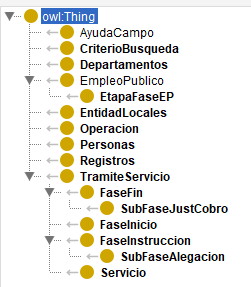 owl:Thing
AyudaCampo
CriterioBusqueda
Departamentos
EmpleoPublico
EtapaFaseEP
EntidadLocales
Operacion
Personas
Registros
TramiteServicio
FaseFin
SubFaseJustCobro
FaseInicio
FaseInstruccion
SubFaseAlegacion
Servicio